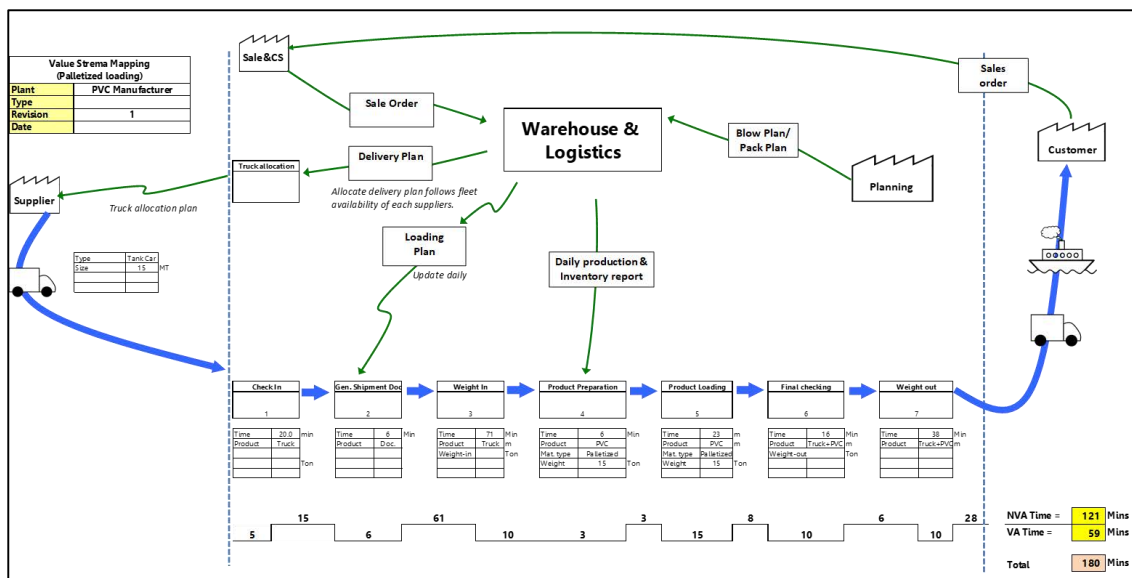 Value Strema Mapping
(Palletized loading)
Plant PVC Manufacturer
Type
Revision 1
Date
Sale&CS
Sales
order
Sale Order
Warehouse &
Logistics
Blow Plan/
Pack Plan
Customer
Delivery Plan
Truck allocation
Planning
Supplier
Truck allocation plan
Allocate delivery plan follows fleet
availability of each suppliers.
Loading
Plan
Update daily
Daily production &
Inventory report
Type Tank Car
Size 15 MT
Check In
1
Gen. Shipment Doc
2
Weight In
3
Product Preparation
4
Product Loading
5
Final checking
6
Weight out
7
Time 20.0 min
Product Truck
Ton
Time 6 Min
Product Doc.
Time 71 Min
Product Truck m
Weight-in Ton
Time 6 Min
Product PVC
Mat. type Palletized
Weight 15 Ton
Time 23 m
Product PVC m
Mat. type Palletized
Weight 15 Ton
Time 16 Min
Product Truck+PVC m
Weight-out Ton
Time 38 Min
Product Truck+PVC m
15 61 3 8 6 28
5 6 10 3 15 10 10
NVA Time = 121 Mins
VA Time = 59 Mins
Total 180 Mins